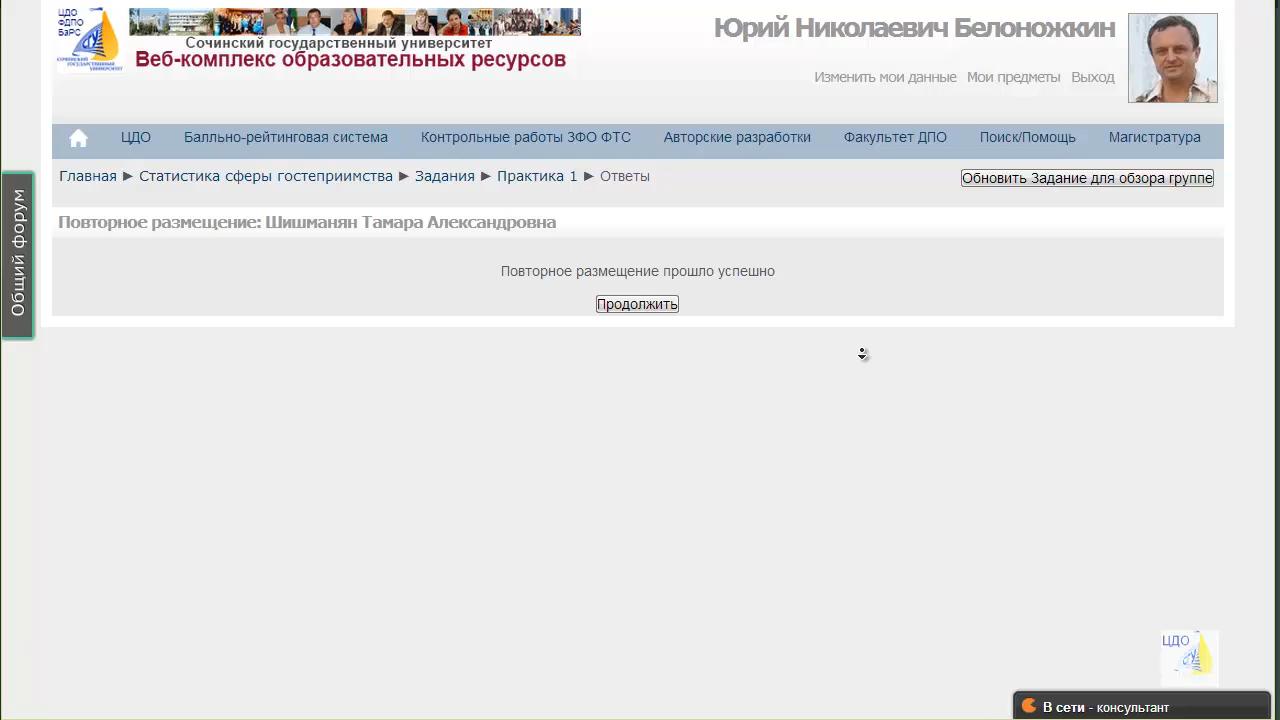 ЦДО
ФДПО
БаРС
СОЧИНСКИЙ
ГОСУДАРСТВЕННЫЙ
УНИВЕРСИТЕТ
Сочинский государственный университет
Веб-комплекс образовательных ресурсов
Юрий Николаевич Белоножкин
Изменить мои данные Мои предметы Выход
ЦДО Балльно-рейтинговая система Контрольные работы ЗФО ФТС Авторские разработки Факультет ДПО Поиск/Помощь Магистратура
Главная ► Статистика сферы гостеприимства ► Задания ► Практика 1 ► Ответы
Обновить Задание для обзора группе
Общий форум
Повторное размещение: Шишманян Тамара Александровна
Повторное размещение прошло успешно
Продолжить
ЦДО
В сети - консультант